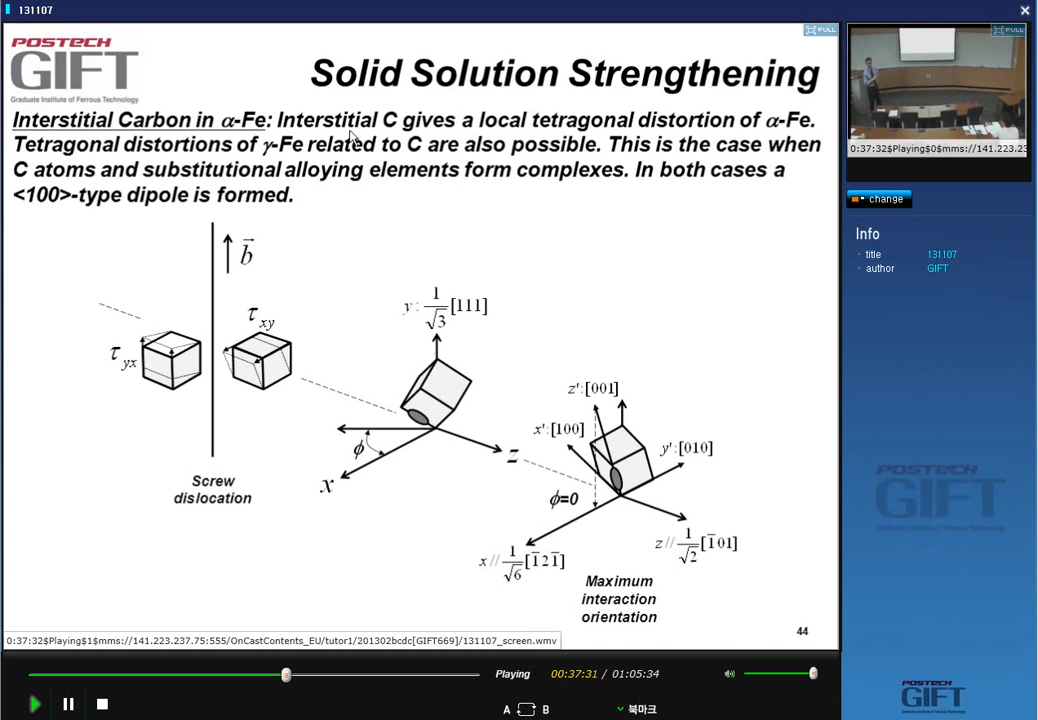 131107
POSTECH
GIFT
Graduate Institute of Ferrous Technology
FULL
Solid Solution Strengthening
Interstitial Carbon in α-Fe: Interstitial C gives a local tetragonal distortion of α-Fe.
Tetragonal distortions of γ-Fe related to C are also possible. This is the case when
C atoms and substitutional alloying elements form complexes. In both cases a
<100>-type dipole is formed.
b⃗
τxy
τyx
y: 1/√3 [111]
ϕ
x
z
Screw
dislocation
z':[001]
x':[100]
y':[010]
ϕ=0
x// 1/√6 [1̅21̅]
z// 1/√2 [1̅01]
Maximum
interaction
orientation
44
0:37:32$Playing$1$mms://141.223.237.75:555/OnCastContents_EU/tutor1/201302bcdc[GIFT669]/131107_screen.wmv
Playing
00:37:31 / 01:05:34
A B
북마크
FULL
0:37:32$Playing$0$mms://141.223.23
change
Info
title 131107
author GIFT
POSTECH
GIFT
POSTECH
GIFT